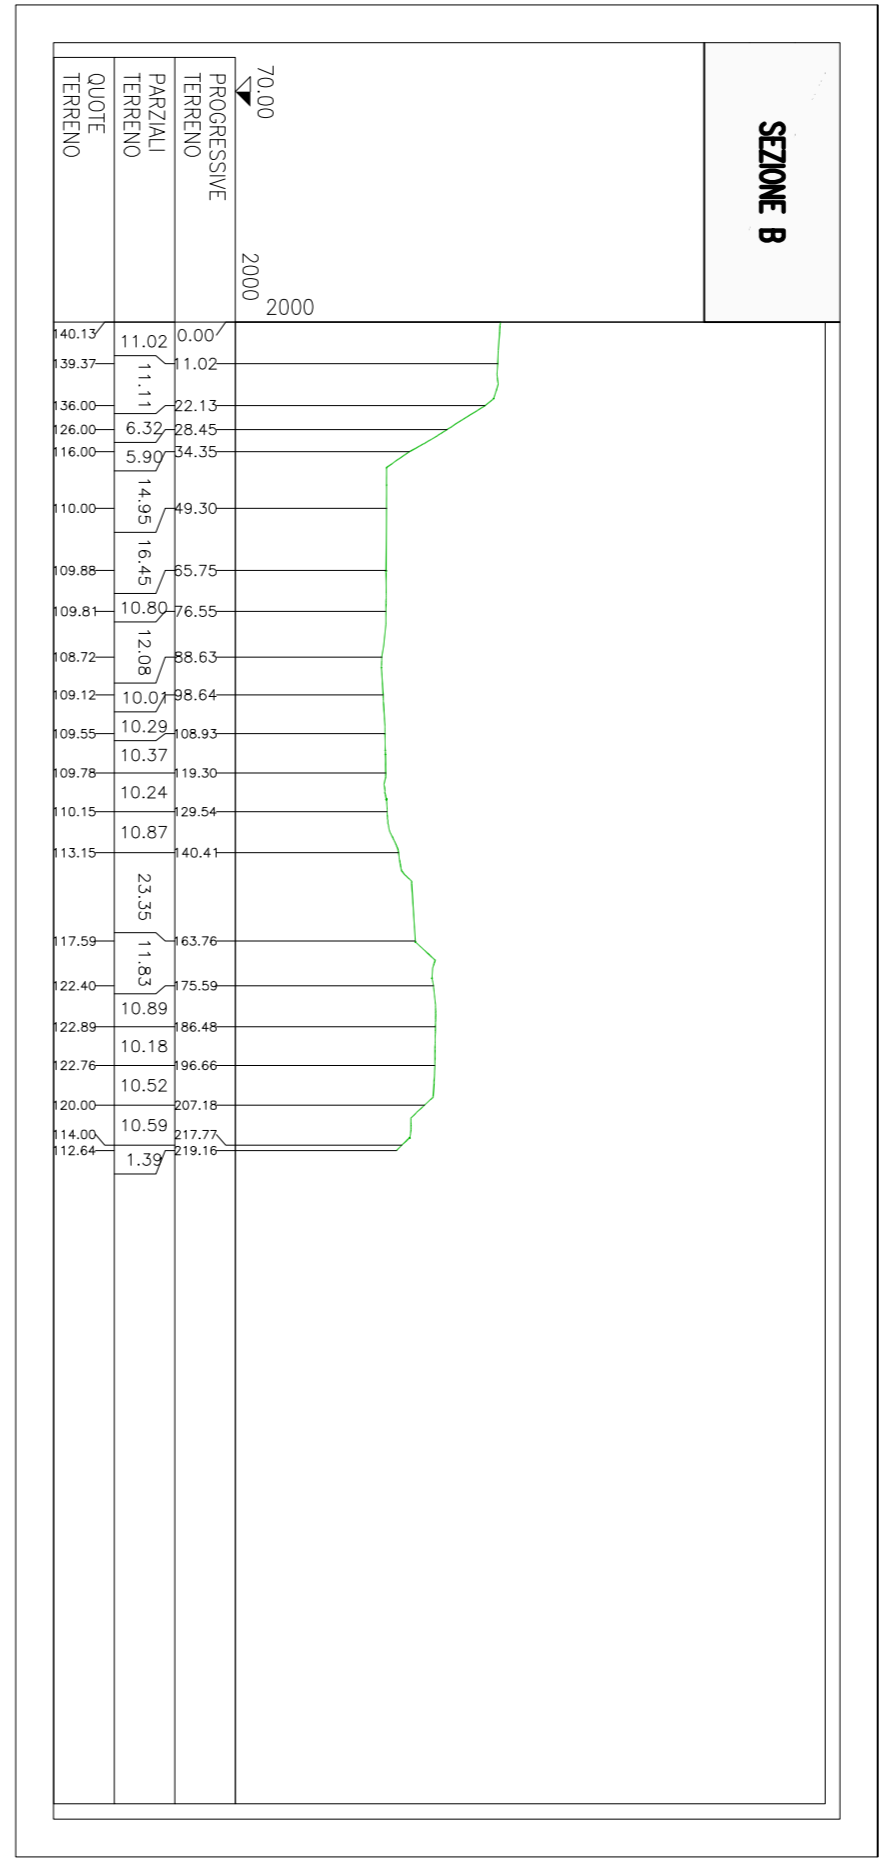 SEZIONE B
70.00
2000
2000
PROGRESSIVE
TERRENO
PARZIALI
TERRENO
QUOTE
TERRENO
140.13 11.02 0.00
139.37 11.11 11.02
136.00 6.32 22.13
126.00 5.90 28.45
116.00 14.95 34.35
110.00 16.45 49.30
109.88 10.80 65.75
109.81 12.08 76.55
108.72 10.01 88.63
109.12 10.29 98.64
109.55 10.37 108.93
109.78 10.24 119.30
110.15 10.87 129.54
113.15 23.35 140.41
117.59 11.83 163.76
122.40 10.89 175.59
122.89 10.18 186.48
122.76 10.52 196.66
120.00 10.59 207.18
114.00 1.39 217.77
112.64 219.16